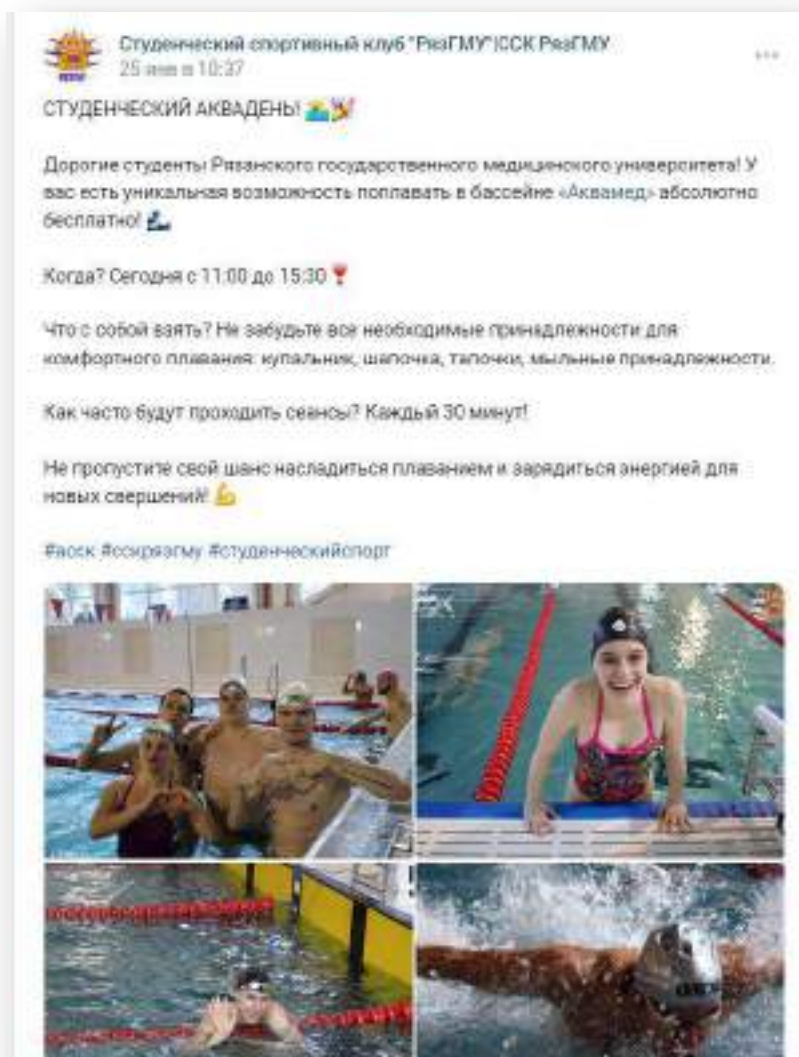 Студенческий спортивный клуб "РязГМУ"|ССК РязГМУ
25 янв в 10:37
СТУДЕНЧЕСКИЙ АКВАДЕНЬ!
Дорогие студенты Рязанского государственного медицинского университета! У
вас есть уникальная возможность поплавать в бассейне «Аквамед» абсолютно
бесплатно!
Когда? Сегодня с 11:00 до 15:30
Что с собой взять? Не забудьте все необходимые принадлежности для
комфортного плавания: купальник, шапочка, тапочки, мыльные принадлежности.
Как часто будут проходить сеансы? Каждый 30 минут!
Не пропустите свой шанс насладиться плаванием и зарядиться энергией для
новых свершений!
#асск #сскрязгму #студенческийспорт